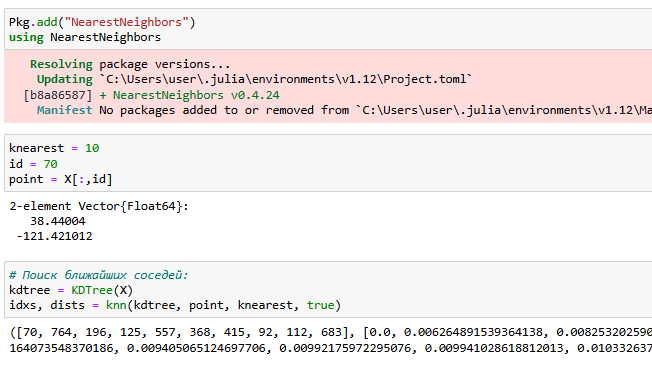 Pkg.add("NearestNeighbors")
using NearestNeighbors
Resolving package versions...
Updating `C:\Users\user\.julia\environments\v1.12\Project.toml`
[b8a86587] + NearestNeighbors v0.4.24
Manifest No packages added to or removed from `C:\Users\user\.julia\environments\v1.12\Ma
knearest = 10
id = 70
point = X[:,id]
2-element Vector{Float64}:
38.44004
-121.421012
# Поиск ближайших соседей:
kdtree = KDTree(X)
idxs, dists = knn(kdtree, point, knearest, true)
([70, 764, 196, 125, 557, 368, 415, 92, 112, 683], [0.0, 0.006264891539364138, 0.008253202590
164073548370186, 0.009405065124697706, 0.00992175972295076, 0.009941028618812013, 0.010332637